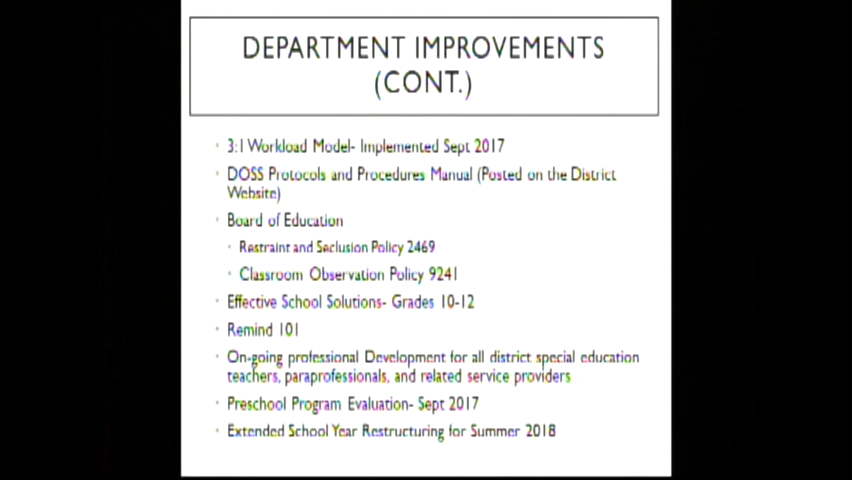 DEPARTMENT IMPROVEMENTS
(CONT.)
3:1 Workload Model- Implemented Sept 2017
DOSS Protocols and Procedures Manual (Posted on the District
Website)
Board of Education
Restraint and Seclusion Policy 2469
Classroom Observation Policy 9241
Effective School Solutions- Grades 10-12
Remind 101
On-going professional Development for all district special education
teachers, paraprofessionals, and related service providers
Preschool Program Evaluation- Sept 2017
Extended School Year Restructuring for Summer 2018